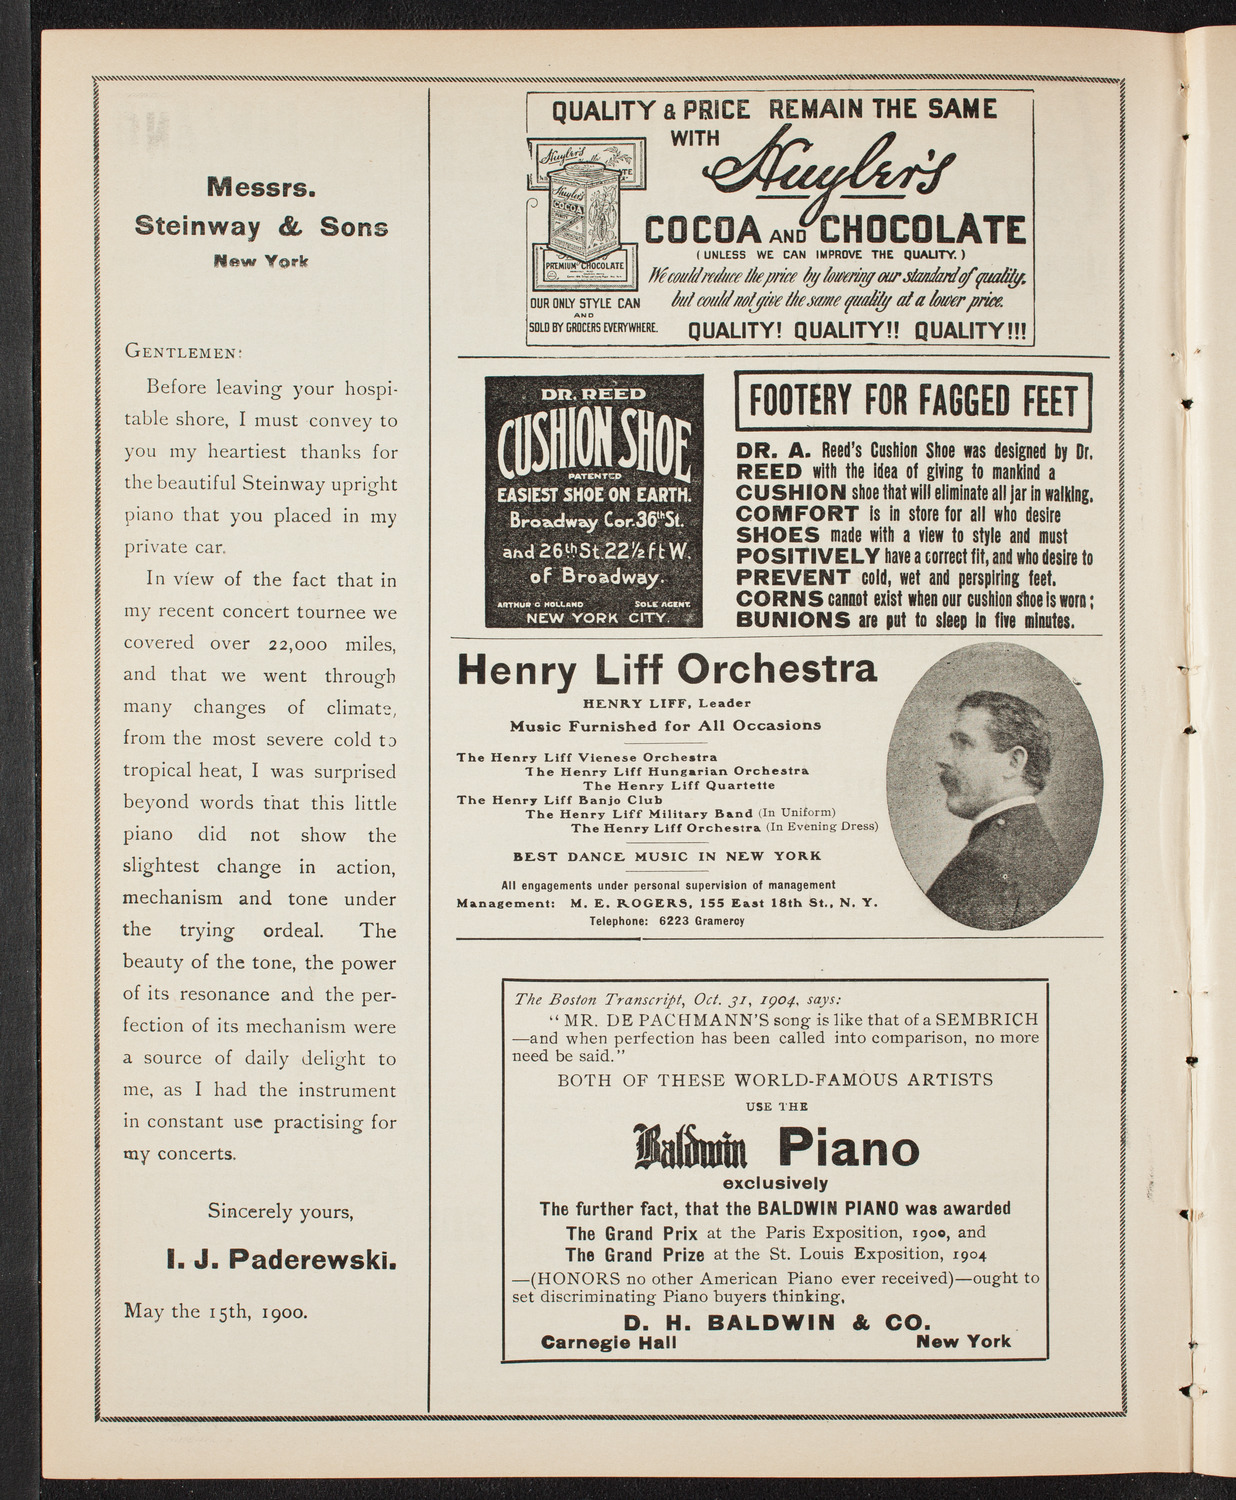 Messrs.
Steinway & Sons
New York
GENTLEMEN:
Before leaving your hospi-
table shore, I must convey to
you my heartiest thanks for
the beautiful Steinway upright
piano that you placed in my
private car.
In view of the fact that in
my recent concert tournee we
covered over 22,000 miles,
and that we went through
many changes of climate,
from the most severe cold to
tropical heat, I was surprised
beyond words that this little
piano did not show the
slightest change in action,
mechanism and tone under
the trying ordeal. The
beauty of the tone, the power
of its resonance and the per-
fection of its mechanism were
a source of daily delight to
me, as I had the instrument
in constant use practising for
my concerts.
Sincerely yours,
I. J. Paderewski.
May the 15th, 1900.
QUALITY & PRICE REMAIN THE SAME
WITH Huyler's
COCOA AND CHOCOLATE
(UNLESS WE CAN IMPROVE THE QUALITY.)
We could reduce the price by lowering our standard of quality,
but could not give the same quality at a lower price.
QUALITY! QUALITY!! QUALITY!!!
Huyler's
Huyler's
COCOA
PREMIUM CHOCOLATE
OUR ONLY STYLE CAN
AND
SOLD BY GROCERS EVERYWHERE.
DR. REED
CUSHION SHOE
PATENTED
EASIEST SHOE ON EARTH.
Broadway Cor. 36th St.
and 26th St. 22½ ft W.
of Broadway.
ARTHUR G HOLLAND SOLE AGENT.
NEW YORK CITY.
FOOTERY FOR FAGGED FEET
DR. A. Reed's Cushion Shoe was designed by Dr.
REED with the idea of giving to mankind a
CUSHION shoe that will eliminate all jar in walking.
COMFORT is in store for all who desire
SHOES made with a view to style and must
POSITIVELY have a correct fit, and who desire to
PREVENT cold, wet and perspiring feet.
CORNS cannot exist when our cushion shoe is worn;
BUNIONS are put to sleep in five minutes.
Henry Liff Orchestra
HENRY LIFF, Leader
Music Furnished for All Occasions
The Henry Liff Vienese Orchestra
The Henry Liff Hungarian Orchestra
The Henry Liff Quartette
The Henry Liff Banjo Club
The Henry Liff Military Band (In Uniform)
The Henry Liff Orchestra (In Evening Dress)
BEST DANCE MUSIC IN NEW YORK
All engagements under personal supervision of management
Management: M. E. ROGERS, 155 East 18th St., N. Y.
Telephone: 6223 Gramercy
The Boston Transcript, Oct. 31, 1904, says:
"MR. DE PACHMANN'S song is like that of a SEMBRICH
—and when perfection has been called into comparison, no more
need be said."
BOTH OF THESE WORLD-FAMOUS ARTISTS
USE THE
Baldwin Piano
exclusively
The further fact, that the BALDWIN PIANO was awarded
The Grand Prix at the Paris Exposition, 1900, and
The Grand Prize at the St. Louis Exposition, 1904
—(HONORS no other American Piano ever received)—ought to
set discriminating Piano buyers thinking.
D. H. BALDWIN & CO.
Carnegie Hall New York